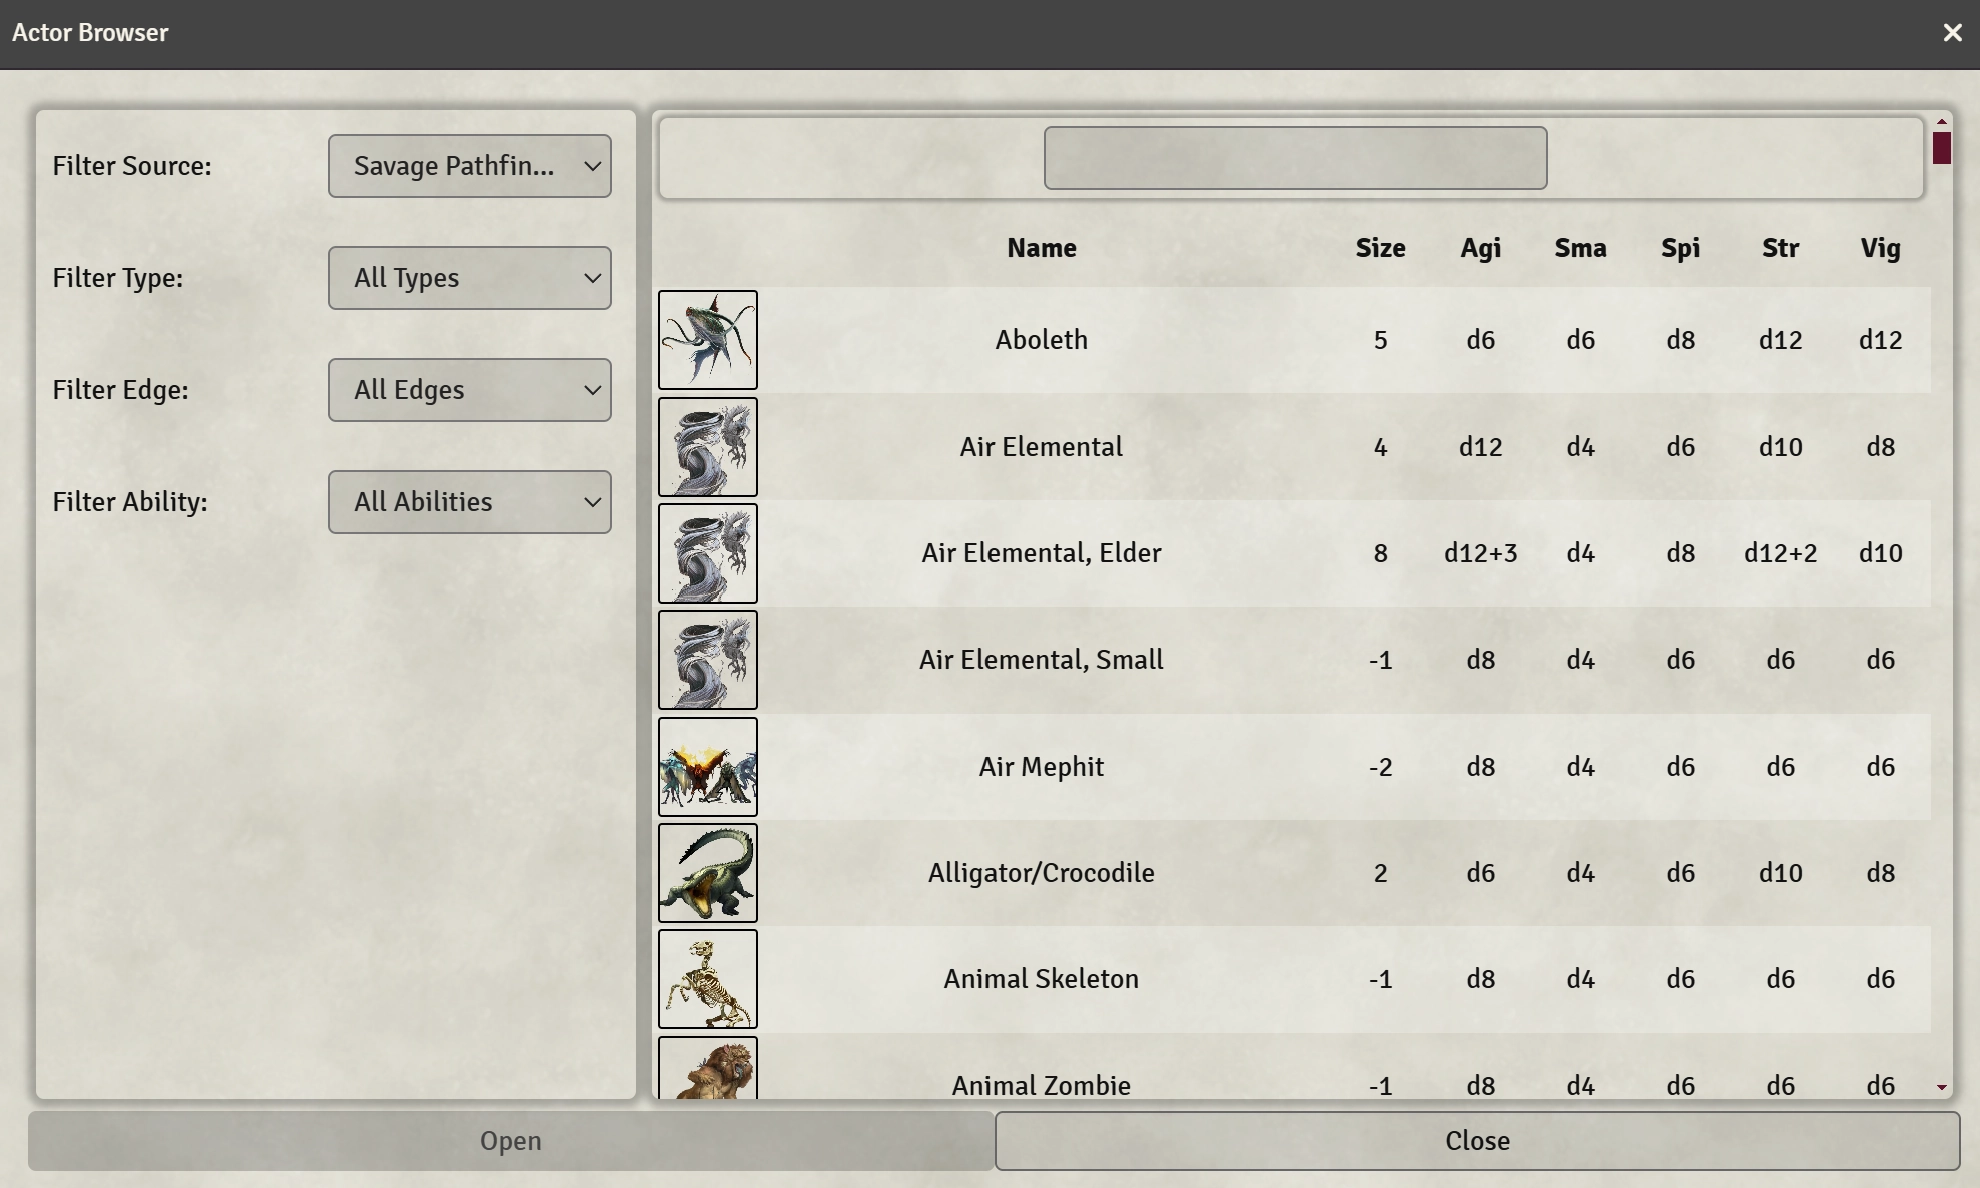 Actor Browser
Filter Source: Savage Pathfin...
Filter Type: All Types
Filter Edge: All Edges
Filter Ability: All Abilities
Name Size Agi Sma Spi Str Vig
Aboleth 5 d6 d6 d8 d12 d12
Air Elemental 4 d12 d4 d6 d10 d8
Air Elemental, Elder 8 d12+3 d4 d8 d12+2 d10
Air Elemental, Small -1 d8 d4 d6 d6 d6
Air Mephit -2 d8 d4 d6 d6 d6
Alligator/Crocodile 2 d6 d4 d6 d10 d8
Animal Skeleton -1 d8 d4 d6 d6 d6
Animal Zombie -1 d8 d4 d6 d6 d6
Open Close